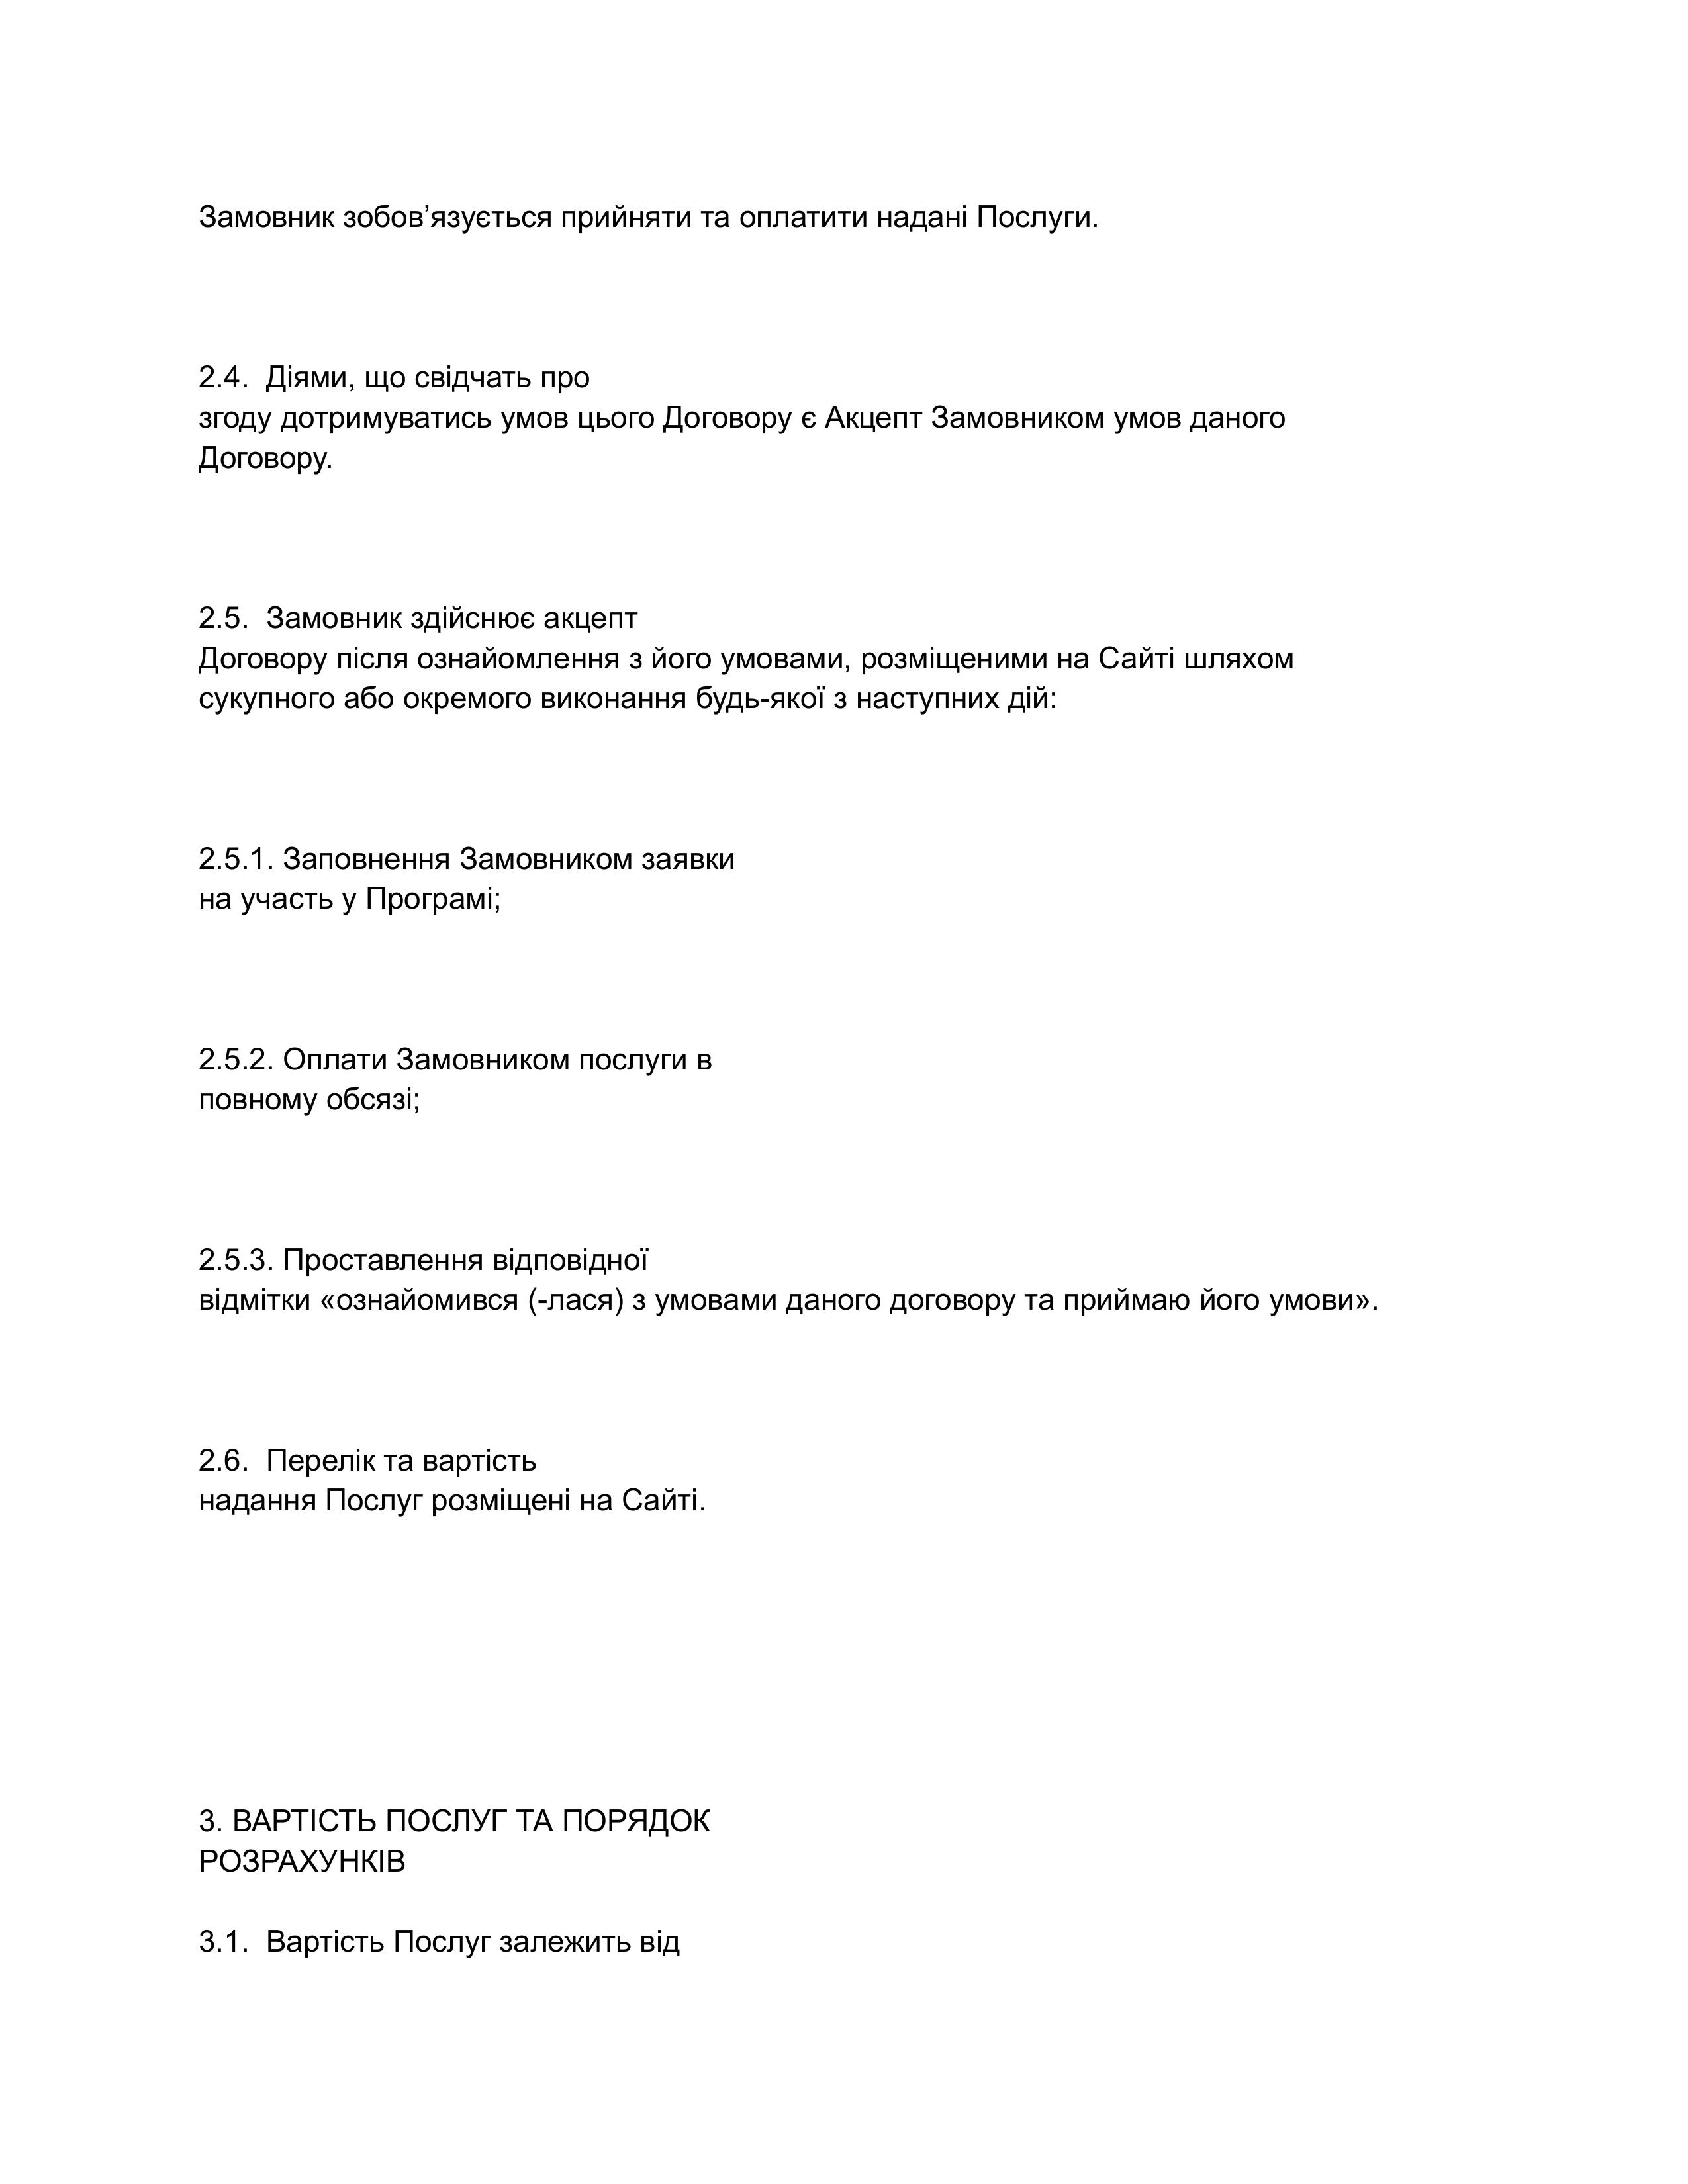 Замовник зобов’язується прийняти та оплатити надані Послуги.
2.4.  Діями, що свідчать про
згоду дотримуватись умов цього Договору є Акцепт Замовником умов даного
Договору.
2.5.  Замовник здійснює акцепт
Договору після ознайомлення з його умовами, розміщеними на Сайті шляхом
сукупного або окремого виконання будь-якої з наступних дій:
2.5.1. Заповнення Замовником заявки
на участь у Програмі;
2.5.2. Оплати Замовником послуги в
повному обсязі;
2.5.3. Проставлення відповідної
відмітки «ознайомився (-лася) з умовами даного договору та приймаю його умови».
2.6.  Перелік та вартість
надання Послуг розміщені на Сайті.
3. ВАРТІСТЬ ПОСЛУГ ТА ПОРЯДОК
РОЗРАХУНКІВ
3.1.  Вартість Послуг залежить від